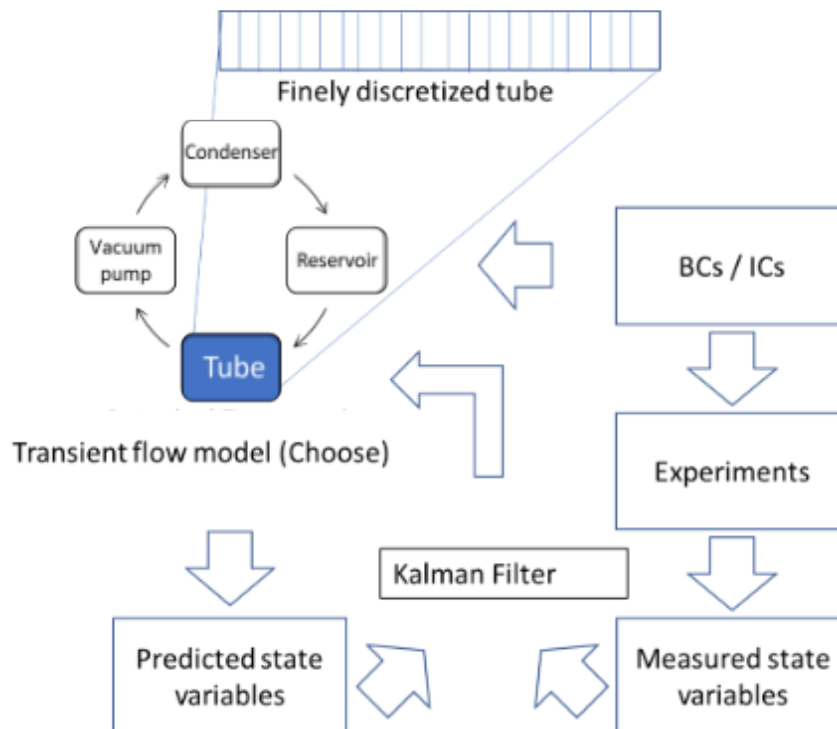 Finely discretized tube
Condenser
Vacuum
pump
Reservoir
Tube
BCs / ICs
Transient flow model (Choose)
Experiments
Kalman Filter
Predicted state
variables
Measured state
variables